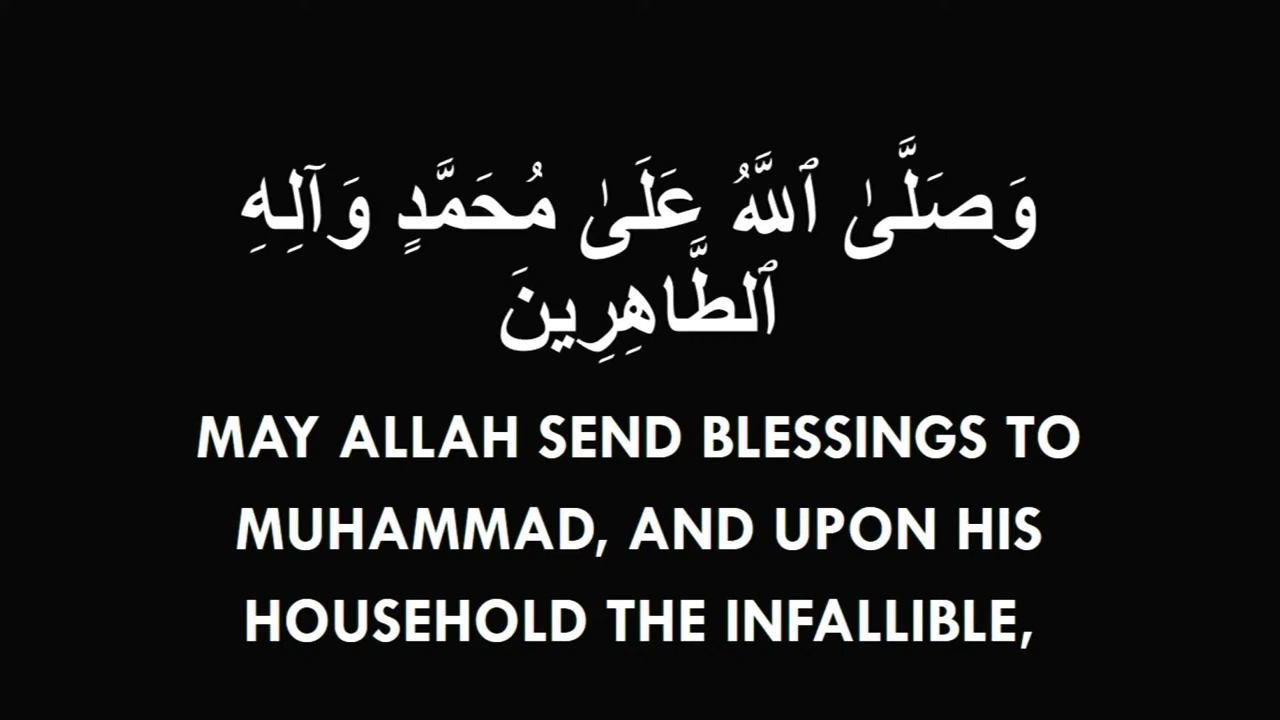 وَصَلَّىٰ ٱللَّهُ عَلَىٰ مُحَمَّدٍ وَآلِهِ
ٱلطَّاهِرِينَ
MAY ALLAH SEND BLESSINGS TO
MUHAMMAD, AND UPON HIS
HOUSEHOLD THE INFALLIBLE,